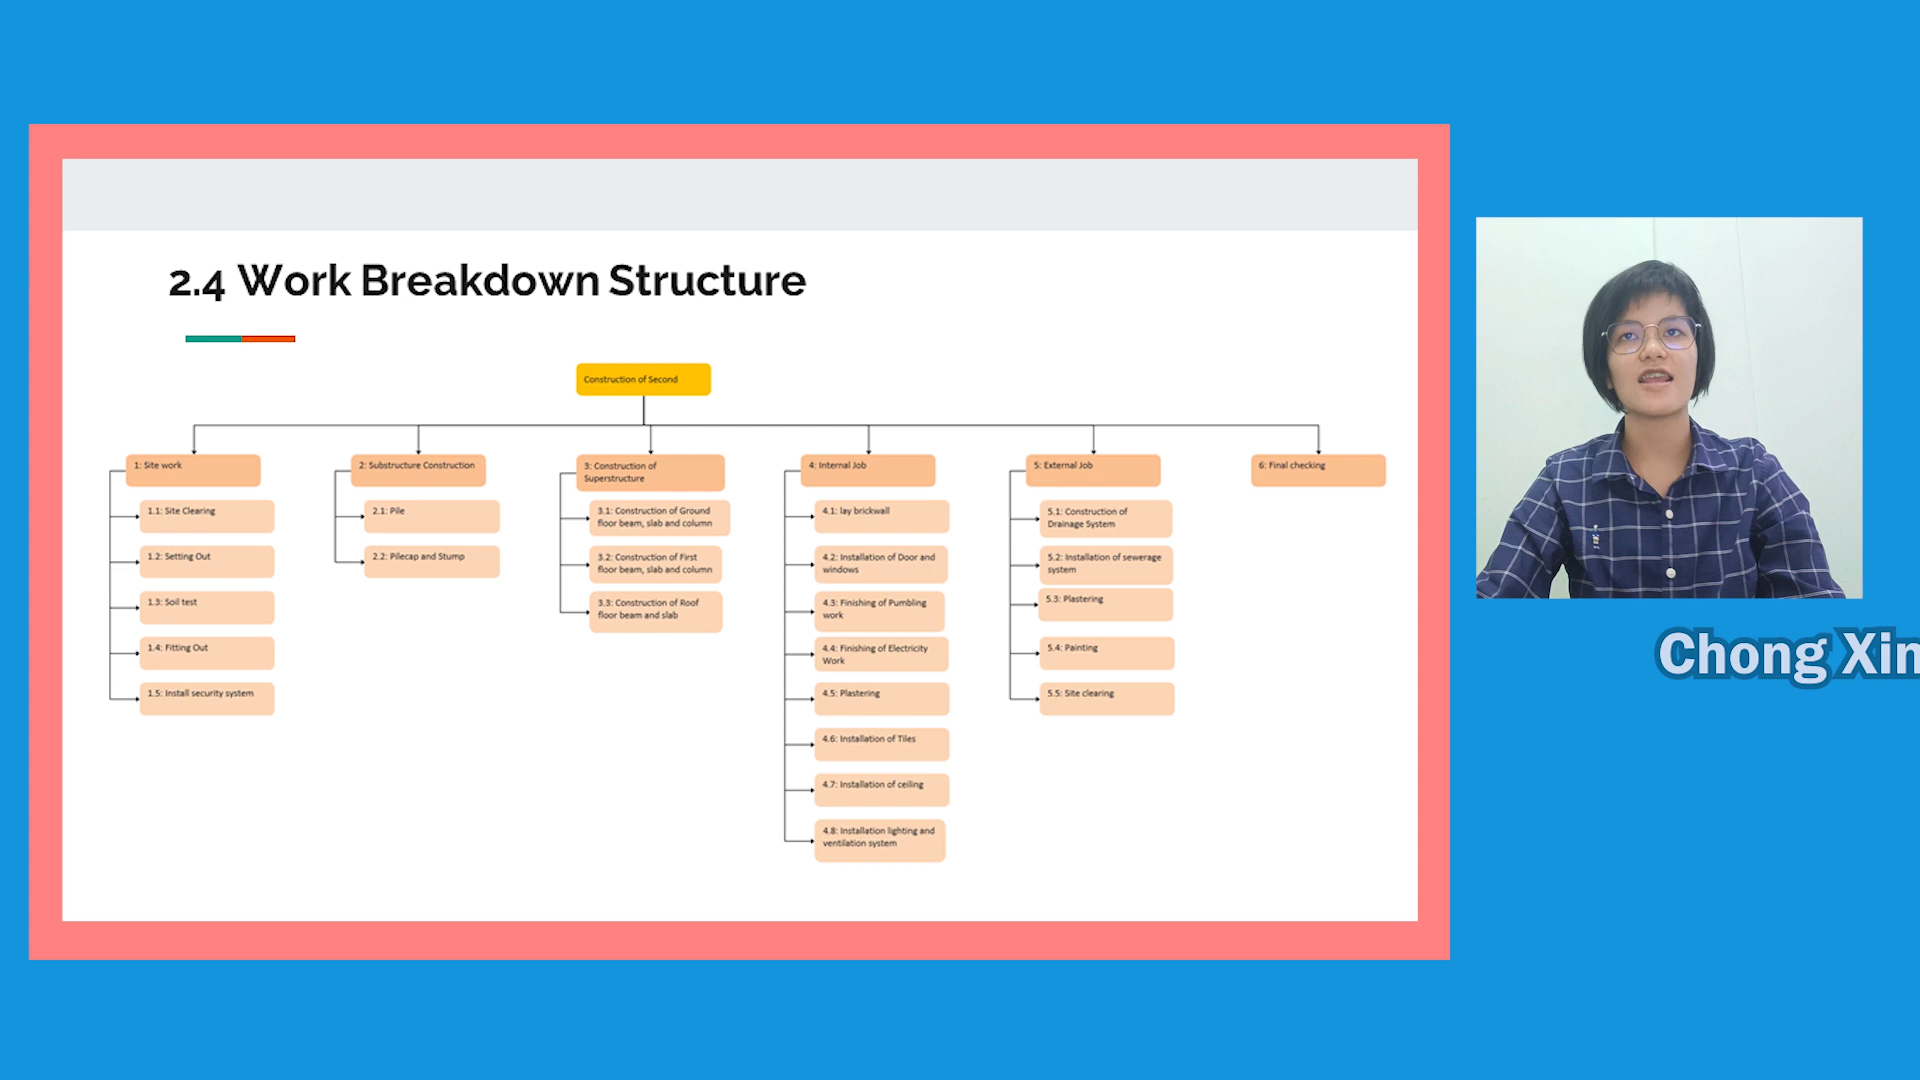 2.4 Work Breakdown Structure
Construction of Second
1: Site work
1.1: Site Clearing
1.2: Setting Out
1.3: Soil test
1.4: Fitting Out
1.5: Install security system
2: Substructure Construction
2.1: Pile
2.2: Pilecap and Stump
3: Construction of
Superstructure
3.1: Construction of Ground
floor beam, slab and column
3.2: Construction of First
floor beam, slab and column
3.3: Construction of Roof
floor beam and slab
4: Internal Job
4.1: lay brickwall
4.2: Installation of Door and
windows
4.3: Finishing of Pumbling
work
4.4: Finishing of Electricity
Work
4.5: Plastering
4.6: Installation of Tiles
4.7: Installation of ceiling
4.8: Installation lighting and
ventilation system
5: External Job
5.1: Construction of
Drainage System
5.2: Installation of sewerage
system
5.3: Plastering
5.4: Painting
5.5: Site clearing
6: Final checking
Chong Xin